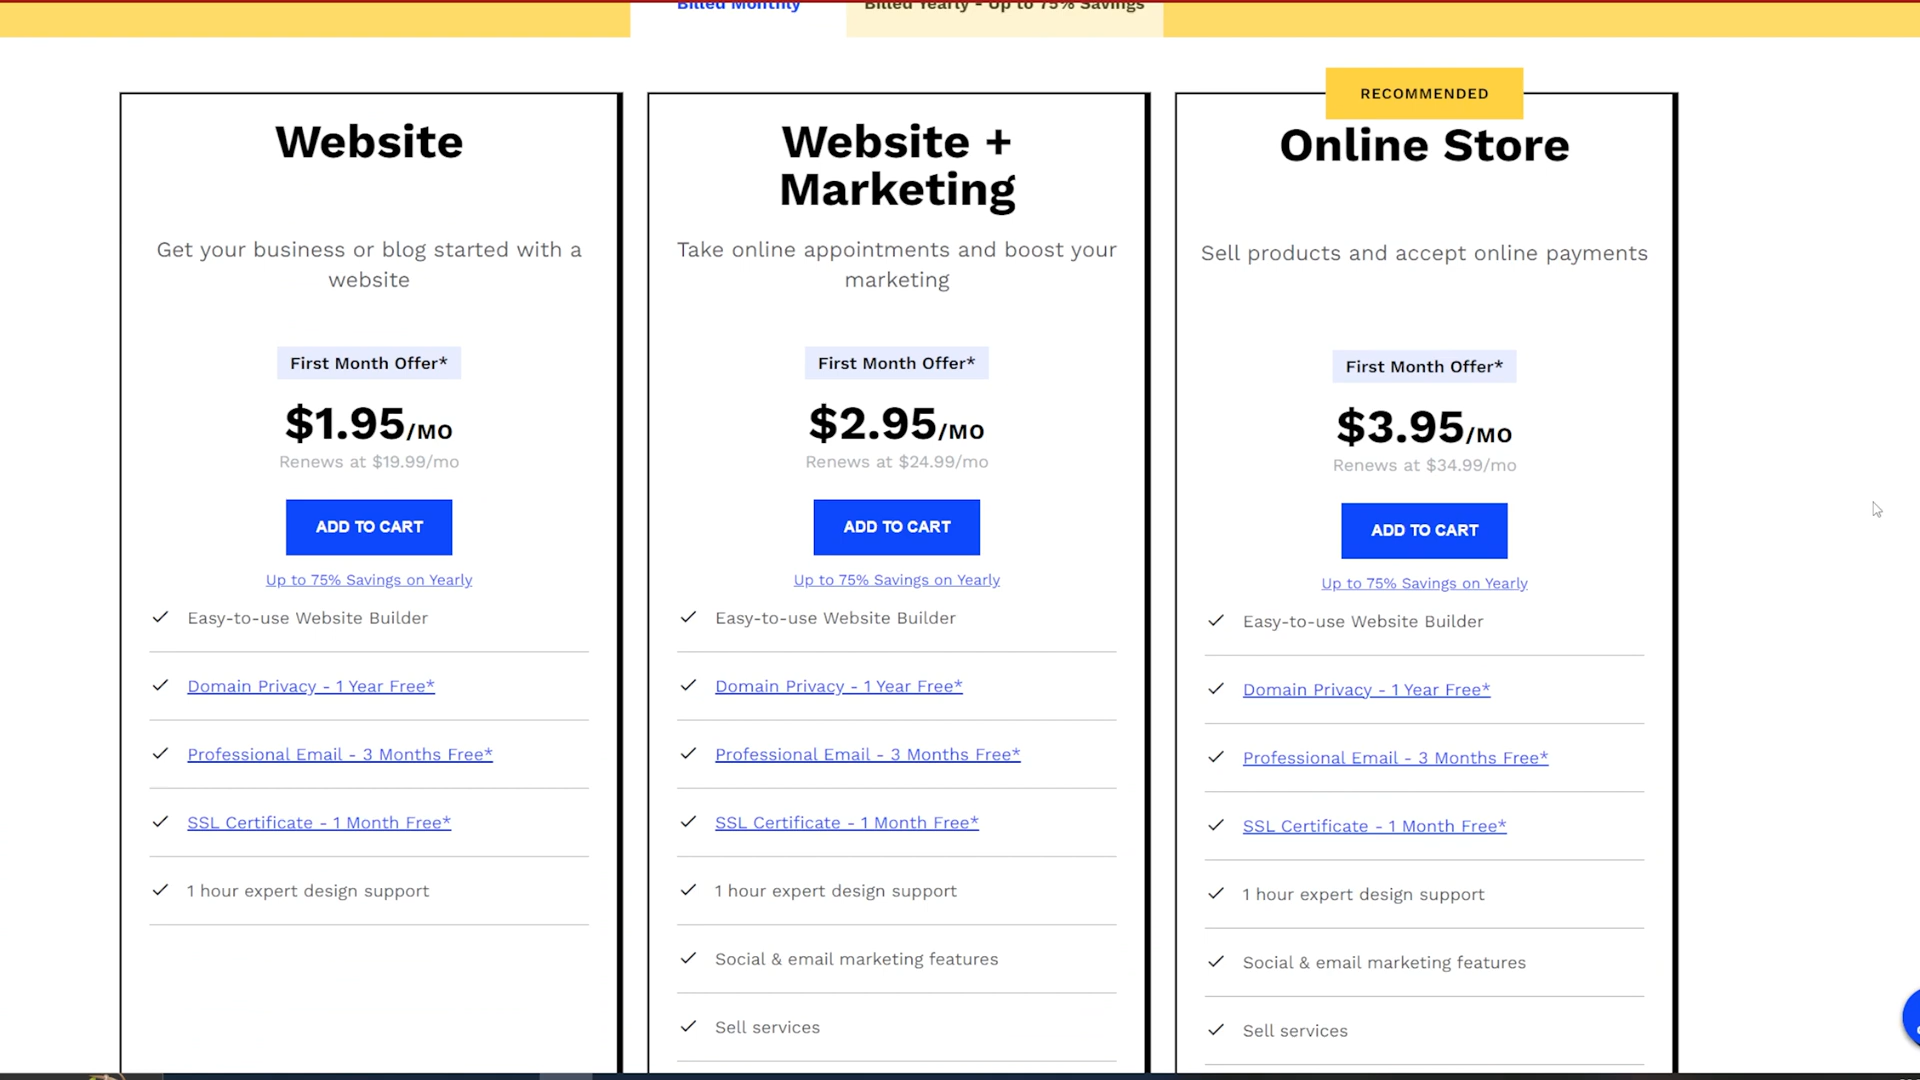 Billed Monthly
Billed Yearly - Up to 75% Savings
Website
Get your business or blog started with a
website
First Month Offer*
$1.95/MO
Renews at $19.99/mo
ADD TO CART
Up to 75% Savings on Yearly
Easy-to-use Website Builder
Domain Privacy - 1 Year Free*
Professional Email - 3 Months Free*
SSL Certificate - 1 Month Free*
1 hour expert design support
Website +
Marketing
Take online appointments and boost your
marketing
First Month Offer*
$2.95/MO
Renews at $24.99/mo
ADD TO CART
Up to 75% Savings on Yearly
Easy-to-use Website Builder
Domain Privacy - 1 Year Free*
Professional Email - 3 Months Free*
SSL Certificate - 1 Month Free*
1 hour expert design support
Social & email marketing features
Sell services
RECOMMENDED
Online Store
Sell products and accept online payments
First Month Offer*
$3.95/MO
Renews at $34.99/mo
ADD TO CART
Up to 75% Savings on Yearly
Easy-to-use Website Builder
Domain Privacy - 1 Year Free*
Professional Email - 3 Months Free*
SSL Certificate - 1 Month Free*
1 hour expert design support
Social & email marketing features
Sell services